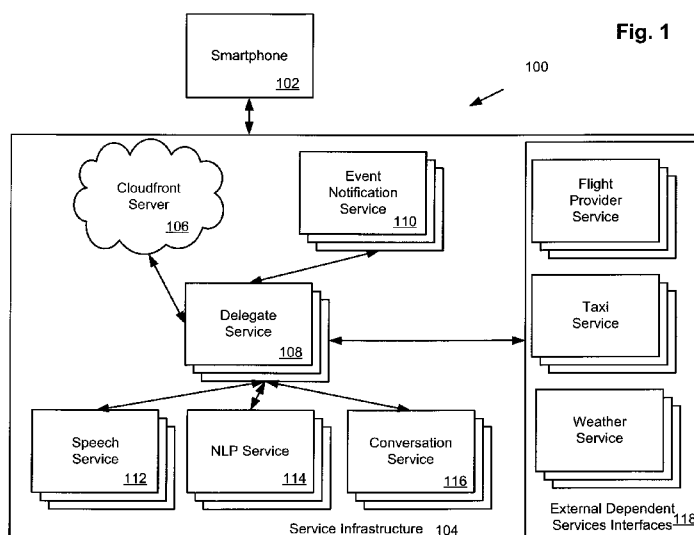 Fig. 1
Smartphone
102
100
Cloudfront
Server
106
Event
Notification
Service
110
Flight
Provider
Service
Delegate
Service
108
Taxi
Service
Speech
Service
112
NLP Service
114
Conversation
Service
116
Weather
Service
Service Infrastructure 104
External Dependent
Services Interfaces 118